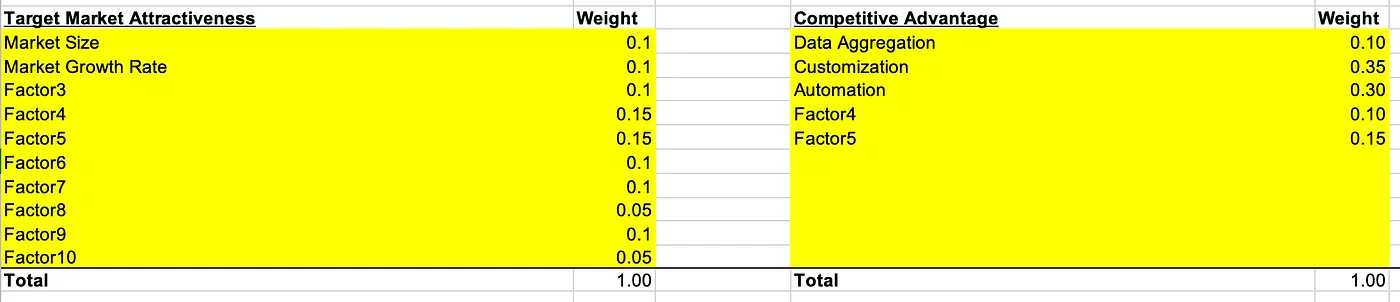 Target Market Attractiveness Weight Competitive Advantage Weight
Market Size 0.1 Data Aggregation 0.10
Market Growth Rate 0.1 Customization 0.35
Factor3 0.1 Automation 0.30
Factor4 0.15 Factor4 0.10
Factor5 0.15 Factor5 0.15
Factor6 0.1
Factor7 0.1
Factor8 0.05
Factor9 0.1
Factor10 0.05
Total 1.00 Total 1.00